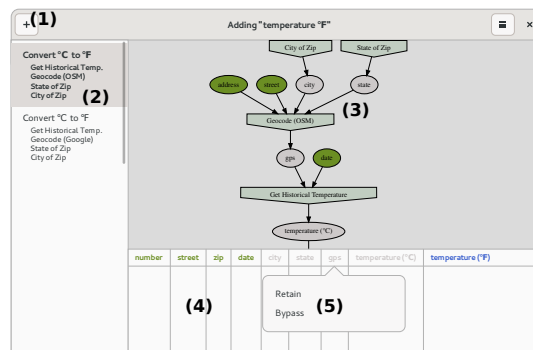 + (1)
Adding "temperature °F"
×
Convert °C to °F
Get Historical Temp.
Geocode (OSM)
State of Zip
City of Zip
(2)
Convert °C to °F
Get Historical Temp.
Geocode (Google)
State of Zip
City of Zip
City of Zip
State of Zip
address
street
city
state
(3)
Geocode (OSM)
gps
date
Get Historical Temperature
temperature (°C)
number street zip date city state gps temperature (°C) temperature (°F)
(4)
Retain
Bypass
(5)